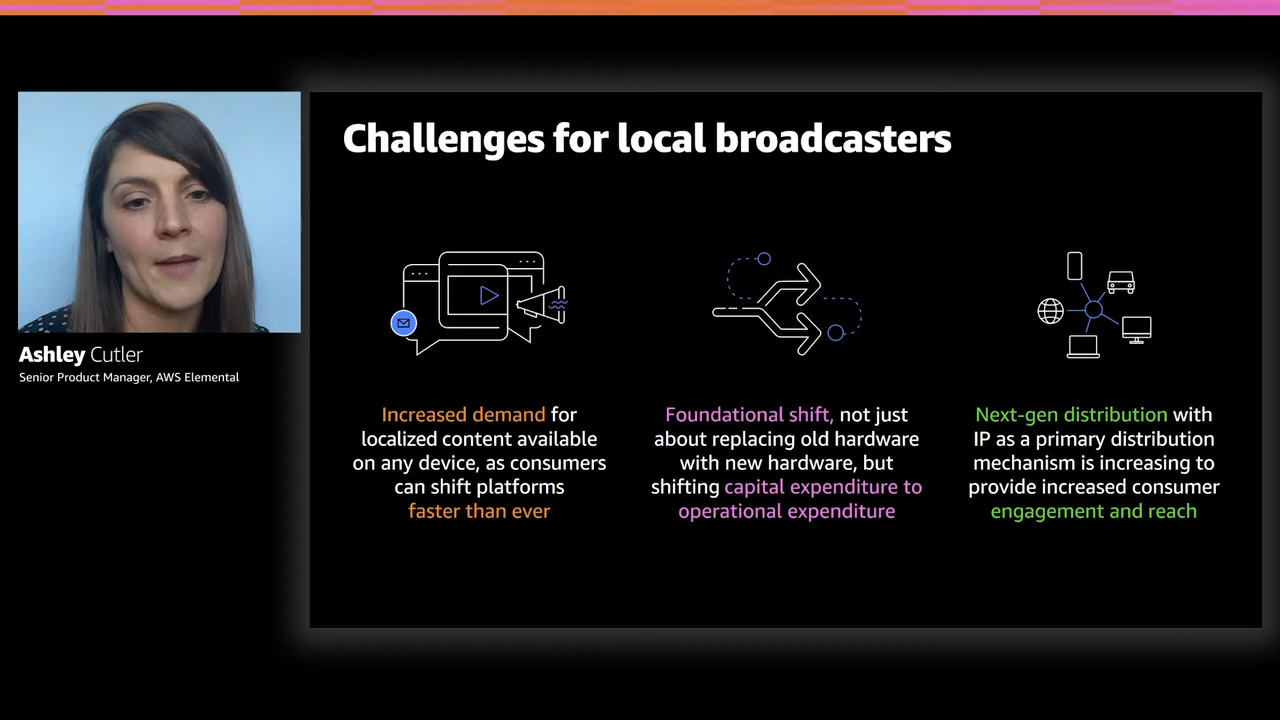 Challenges for local broadcasters
Ashley Cutler
Senior Product Manager, AWS Elemental
Increased demand for
localized content available
on any device, as consumers
can shift platforms
faster than ever
Foundational shift, not just
about replacing old hardware
with new hardware, but
shifting capital expenditure to
operational expenditure
Next-gen distribution with
IP as a primary distribution
mechanism is increasing to
provide increased consumer
engagement and reach